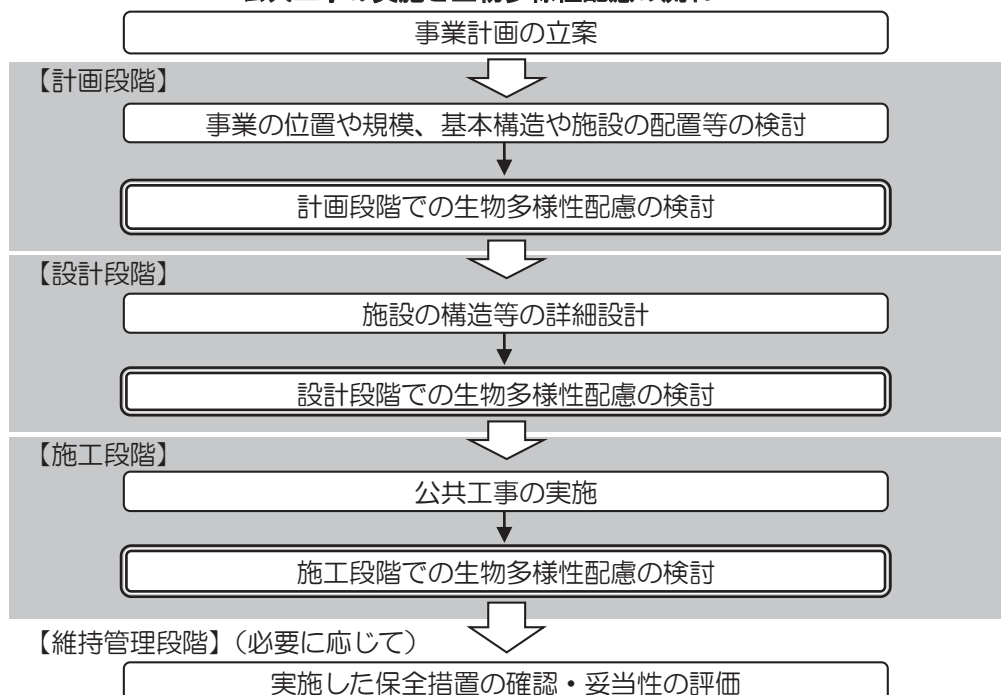 事業計画の立案
【計画段階】
事業の位置や規模、基本構造や施設の配置等の検討
計画段階での生物多様性配慮の検討
【設計段階】
施設の構造等の詳細設計
設計段階での生物多様性配慮の検討
【施工段階】
公共工事の実施
施工段階での生物多様性配慮の検討
【維持管理段階】(必要に応じて)
実施した保全措置の確認・妥当性の評価